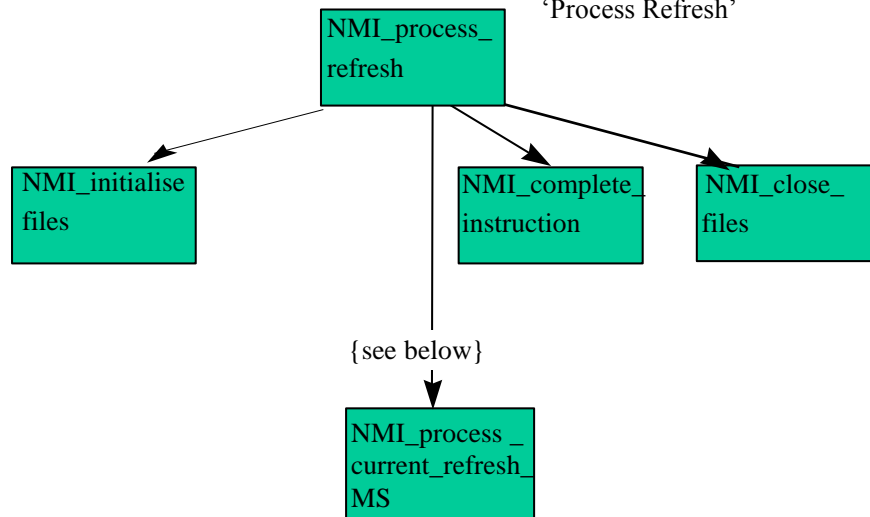 ‘Process Refresh’
NMI_process_
refresh
NMI_initialise
files
NMI_complete_
instruction
NMI_close_
files
{see below}
NMI_process _
current_refresh_
MS